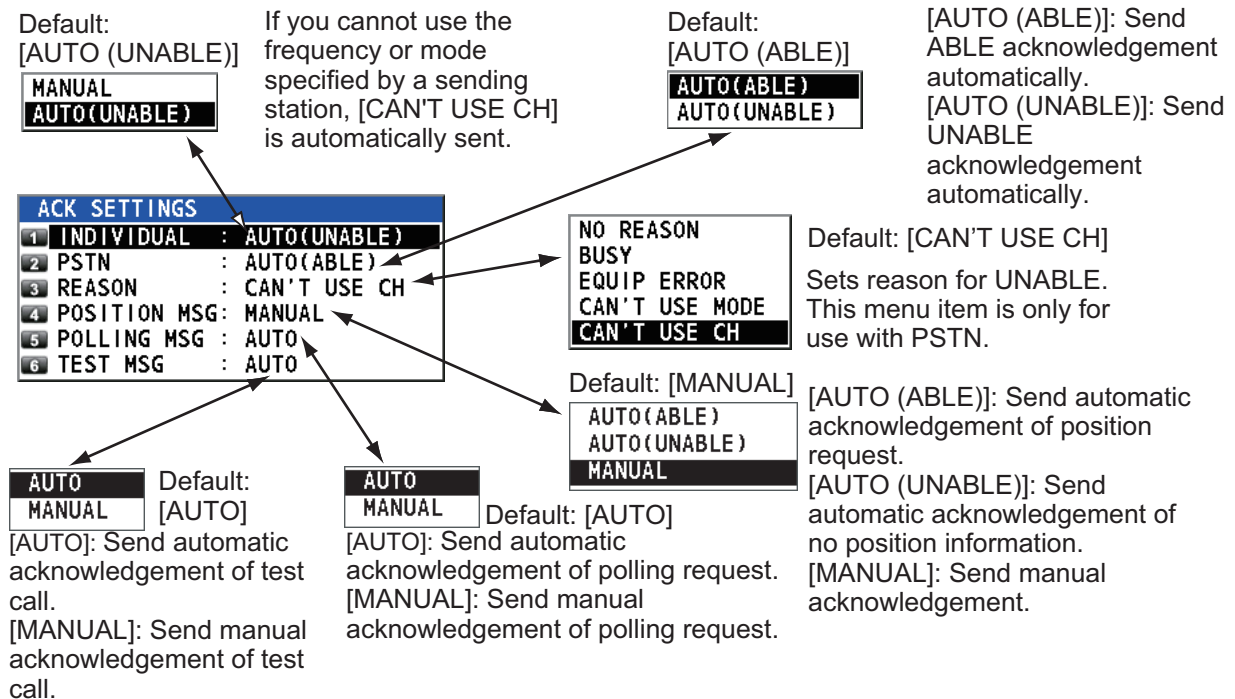 Default:
[AUTO (UNABLE)]
MANUAL
AUTO(UNABLE)
If you cannot use the
frequency or mode
specified by a sending
station, [CAN'T USE CH]
is automatically sent.
Default:
[AUTO (ABLE)]
AUTO(ABLE)
AUTO(UNABLE)
[AUTO (ABLE)]: Send
ABLE acknowledgement
automatically.
[AUTO (UNABLE)]: Send
UNABLE
acknowledgement
automatically.
ACK SETTINGS
1 INDIVIDUAL : AUTO(UNABLE)
2 PSTN : AUTO(ABLE)
3 REASON : CAN'T USE CH
4 POSITION MSG: MANUAL
5 POLLING MSG : AUTO
6 TEST MSG : AUTO
NO REASON
BUSY
EQUIP ERROR
CAN'T USE MODE
CAN'T USE CH
Default: [CAN'T USE CH]
Sets reason for UNABLE.
This menu item is only for
use with PSTN.
Default: [MANUAL]
AUTO(ABLE)
AUTO(UNABLE)
MANUAL
[AUTO (ABLE)]: Send automatic
acknowledgement of position
request.
[AUTO (UNABLE)]: Send
automatic acknowledgement of
no position information.
[MANUAL]: Send manual
acknowledgement.
AUTO
MANUAL
Default:
[AUTO]
[AUTO]: Send automatic
acknowledgement of test
call.
[MANUAL]: Send manual
acknowledgement of test
call.
AUTO
MANUAL
Default: [AUTO]
[AUTO]: Send automatic
acknowledgement of polling request.
[MANUAL]: Send manual
acknowledgement of polling request.